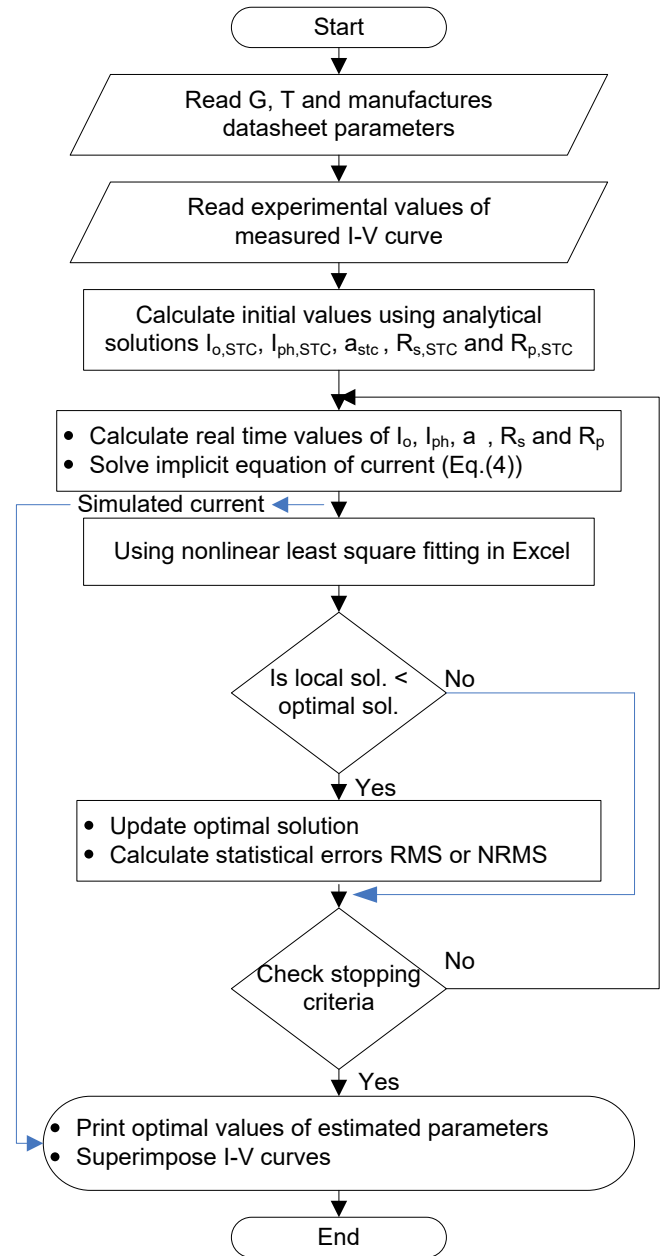 Start
Read G, T and manufactures
datasheet parameters
Read experimental values of
measured I-V curve
Calculate initial values using analytical
solutions Io,STC, Iph,STC, astc , Rs,STC and Rp,STC
• Calculate real time values of Io, Iph, a , Rs and Rp
• Solve implicit equation of current (Eq.(4))
Simulated current
Using nonlinear least square fitting in Excel
Is local sol. <
optimal sol.
No
Yes
• Update optimal solution
• Calculate statistical errors RMS or NRMS
Check stopping
criteria
No
Yes
• Print optimal values of estimated parameters
• Superimpose I-V curves
End